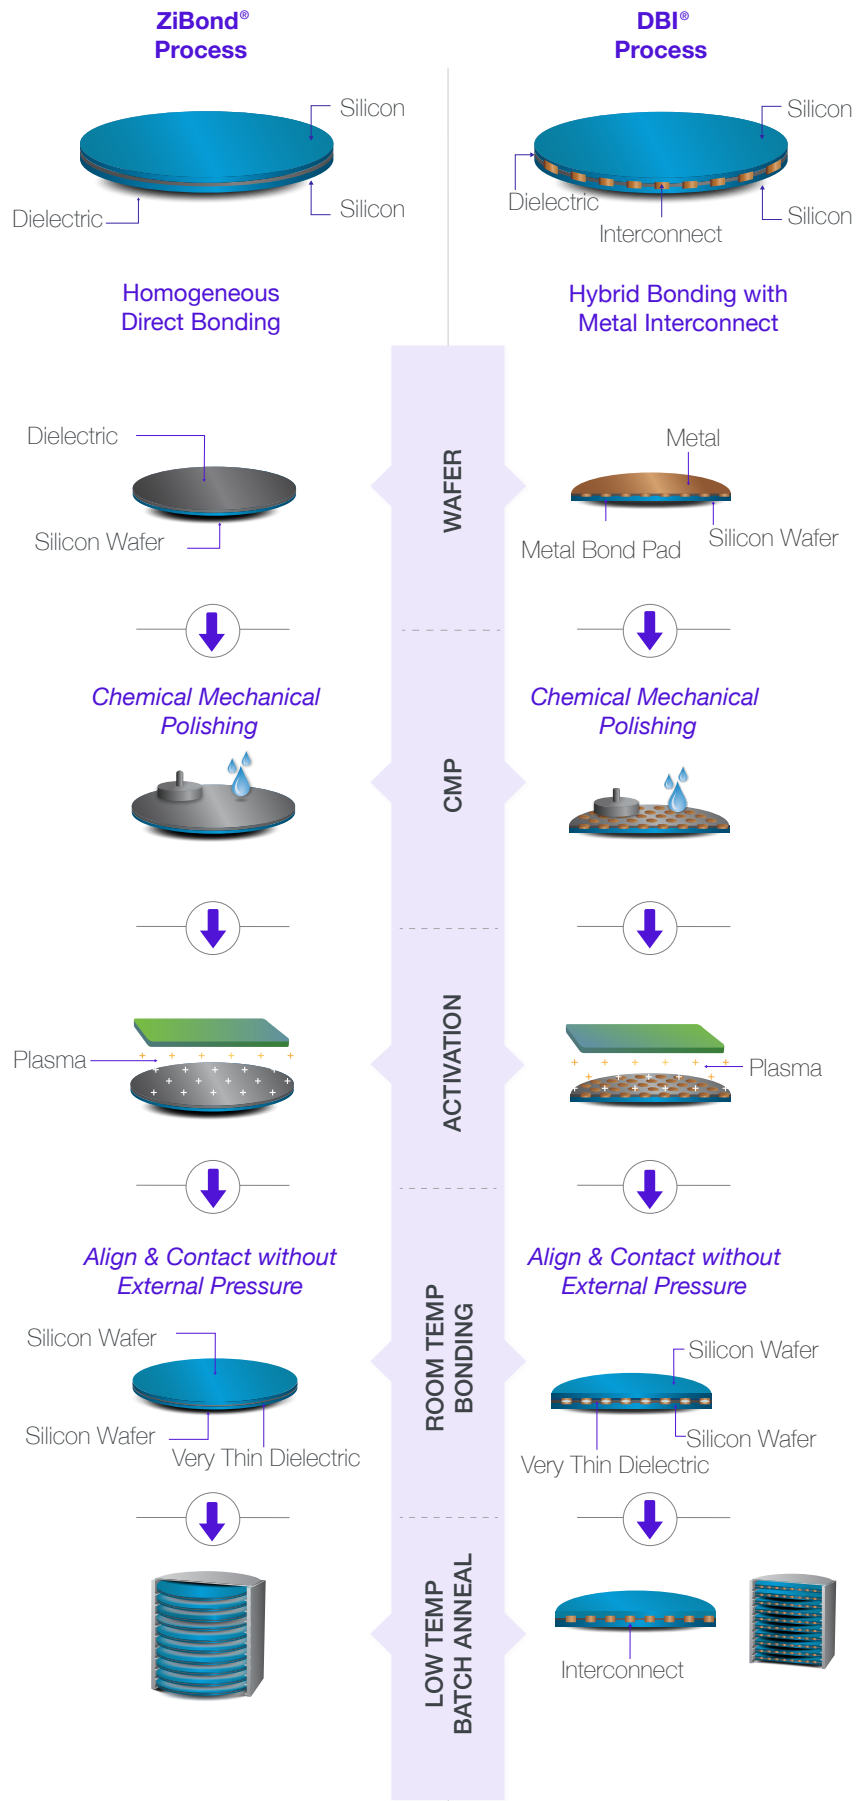 ZiBond®
Process
DBI®
Process
Silicon
Dielectric
Silicon
Silicon
Dielectric
Interconnect
Silicon
Homogeneous
Direct Bonding
Hybrid Bonding with
Metal Interconnect
WAFER
Dielectric
Silicon Wafer
Metal
Metal Bond Pad
Silicon Wafer
CMP
Chemical Mechanical
Polishing
Chemical Mechanical
Polishing
ACTIVATION
Plasma
Plasma
ROOM TEMP
BONDING
Align & Contact without
External Pressure
Silicon Wafer
Silicon Wafer
Very Thin Dielectric
Align & Contact without
External Pressure
Silicon Wafer
Silicon Wafer
Very Thin Dielectric
LOW TEMP
BATCH ANNEAL
Interconnect